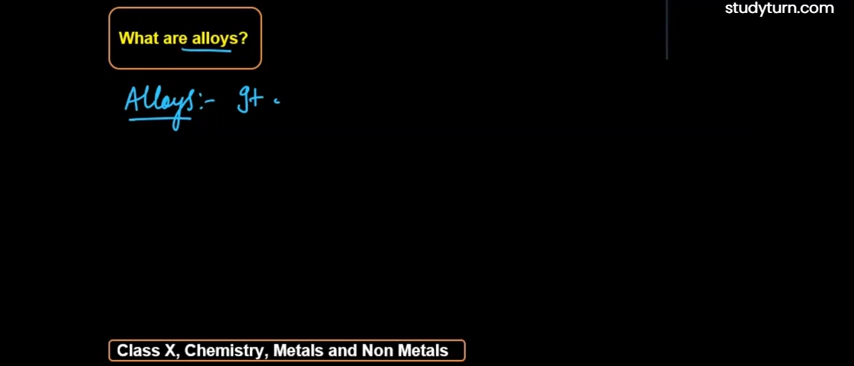 studyturn.com
What are alloys?
Alloys:- It
Class X, Chemistry, Metals and Non Metals